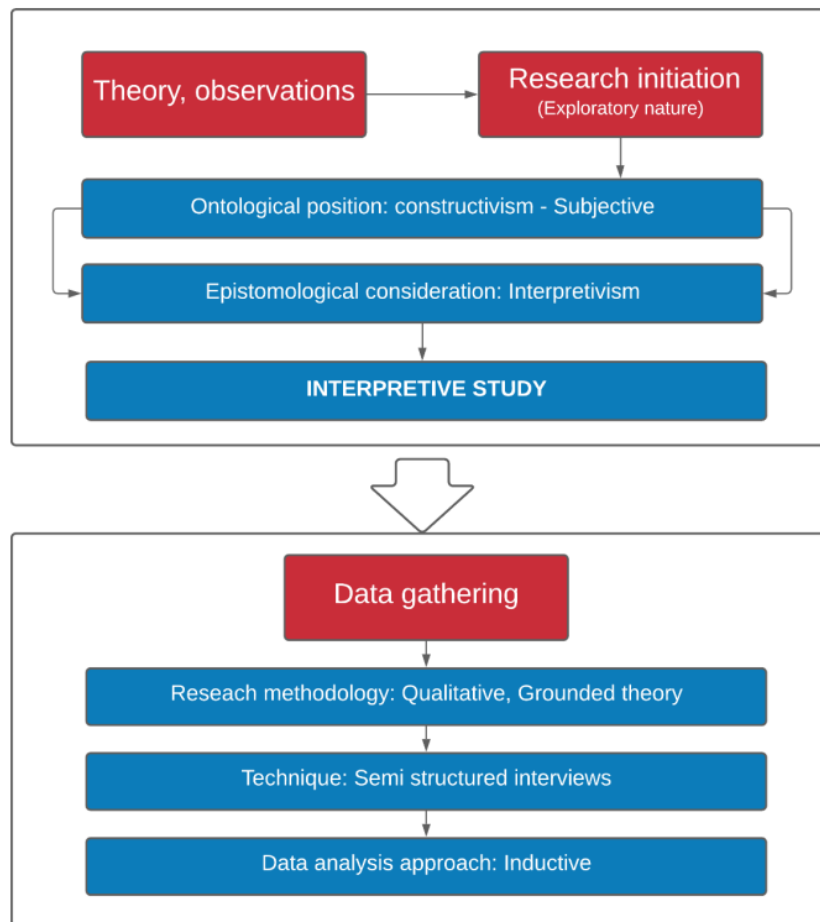 Theory, observations
Research initiation
(Exploratory nature)
Ontological position: constructivism - Subjective
Epistomological consideration: Interpretivism
INTERPRETIVE STUDY
Data gathering
Reseach methodology: Qualitative, Grounded theory
Technique: Semi structured interviews
Data analysis approach: Inductive